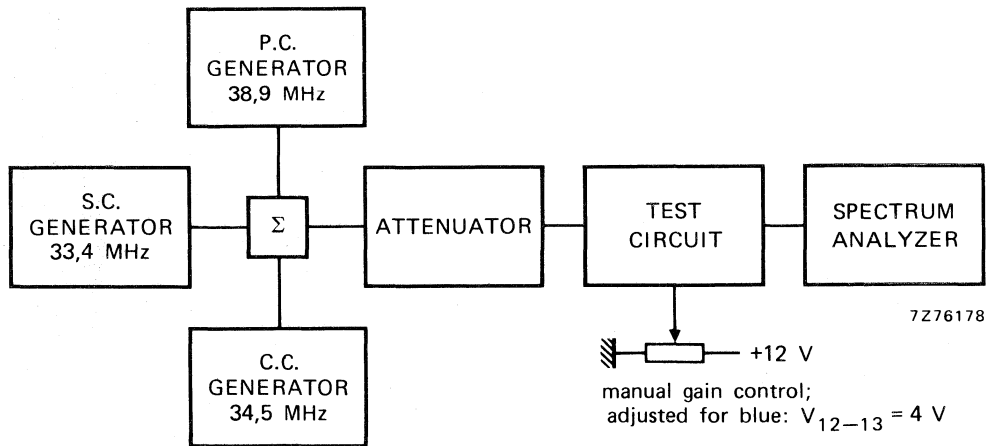 P.C.
GENERATOR
38,9 MHz
S.C.
GENERATOR
33,4 MHz
Σ
ATTENUATOR
TEST
CIRCUIT
SPECTRUM
ANALYZER
7Z76178
C.C.
GENERATOR
34,5 MHz
+12 V
manual gain control;
adjusted for blue: V12–13 = 4 V